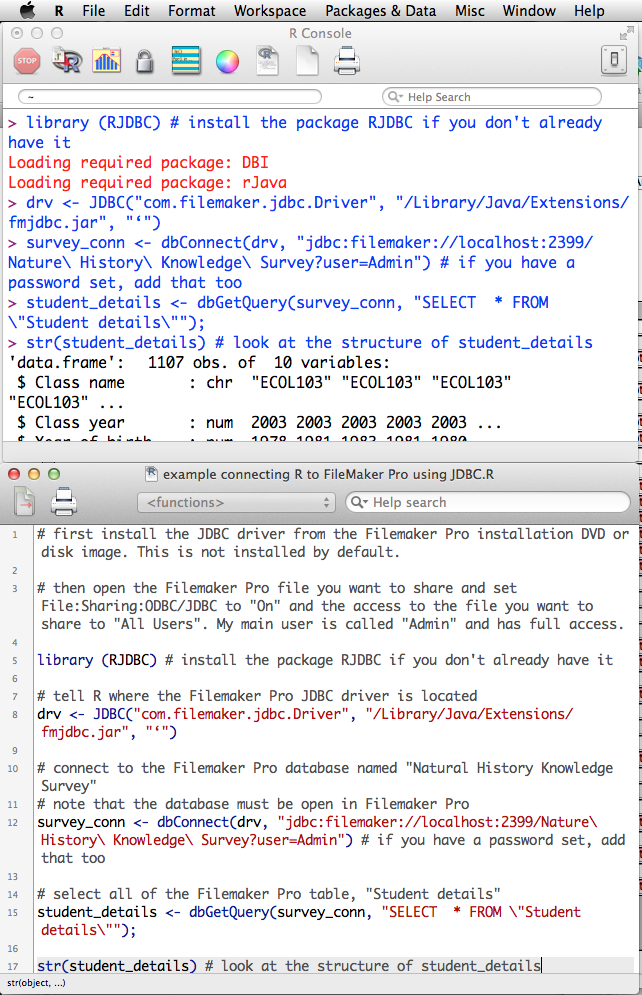 R File Edit Format Workspace Packages & Data Misc Window Help
R Console
STOP
~
Help Search
> library (RJDBC) # install the package RJDBC if you don't already
have it
Loading required package: DBI
Loading required package: rJava
> drv <- JDBC("com.filemaker.jdbc.Driver", "/Library/Java/Extensions/
fmjdbc.jar", "‘")
> survey_conn <- dbConnect(drv, "jdbc:filemaker://localhost:2399/
Nature\ History\ Knowledge\ Survey?user=Admin") # if you have a
password set, add that too
> student_details <- dbGetQuery(survey_conn, "SELECT  * FROM
\"Student details\"");
> str(student_details) # look at the structure of student_details
'data.frame':   1107 obs. of  10 variables:
 $ Class name       : chr  "ECOL103" "ECOL103" "ECOL103"
"ECOL103" ...
 $ Class year       : num  2003 2003 2003 2003 2003 ...
 $ Year of birth    : num  1978 1981 1983 1981 1980
example connecting R to FileMaker Pro using JDBC.R
<functions>
Help search
1 # first install the JDBC driver from the Filemaker Pro installation DVD or
disk image. This is not installed by default.
2
3 # then open the Filemaker Pro file you want to share and set
File:Sharing:ODBC/JDBC to "On" and the access to the file you want to
share to "All Users". My main user is called "Admin" and has full access.
4
5 library (RJDBC) # install the package RJDBC if you don't already have it
6
7 # tell R where the Filemaker Pro JDBC driver is located
8 drv <- JDBC("com.filemaker.jdbc.Driver", "/Library/Java/Extensions/
fmjdbc.jar", "‘")
9
10 # connect to the Filemaker Pro database named "Natural History Knowledge
Survey"
11 # note that the database must be open in Filemaker Pro
12 survey_conn <- dbConnect(drv, "jdbc:filemaker://localhost:2399/Nature\
History\ Knowledge\ Survey?user=Admin") # if you have a password set, add
that too
13
14 # select all of the Filemaker Pro table, "Student details"
15 student_details <- dbGetQuery(survey_conn, "SELECT  * FROM \"Student
details\"");
16
17 str(student_details) # look at the structure of student_details
str(object, ...)